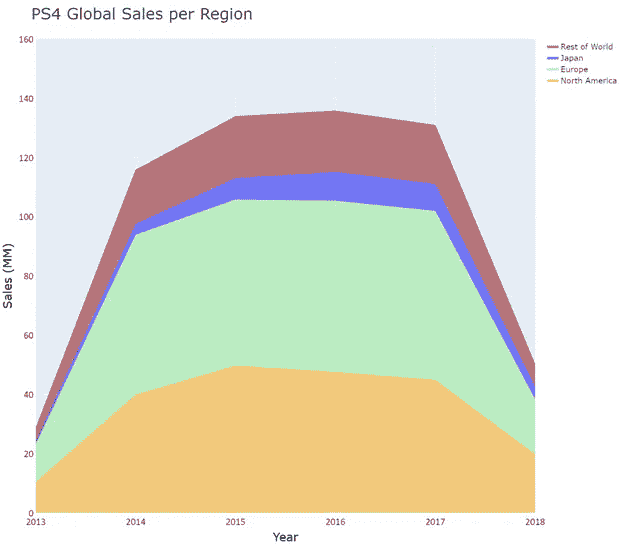 PS4 Global Sales per Region
160
140
120
100
80
60
40
20
0
Sales (MM)
2013 2014 2015 2016 2017 2018
Year
Rest of World
Japan
Europe
North America